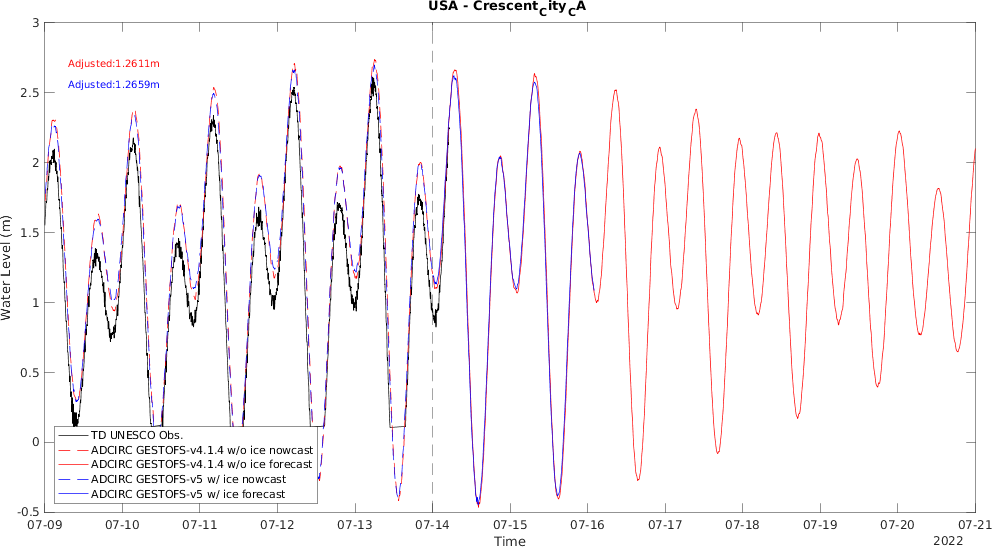 USA - CrescentCityCA
Adjusted:1.2611m
Adjusted:1.2659m
Water Level (m)
3
2.5
2
1.5
1
0.5
0
-0.5
TD UNESCO Obs.
ADCIRC GESTOFS-v4.1.4 w/o ice nowcast
ADCIRC GESTOFS-v4.1.4 w/o ice forecast
ADCIRC GESTOFS-v5 w/ ice nowcast
ADCIRC GESTOFS-v5 w/ ice forecast
07-09 07-10 07-11 07-12 07-13 07-14 07-15 07-16 07-17 07-18 07-19 07-20 07-21
Time
2022